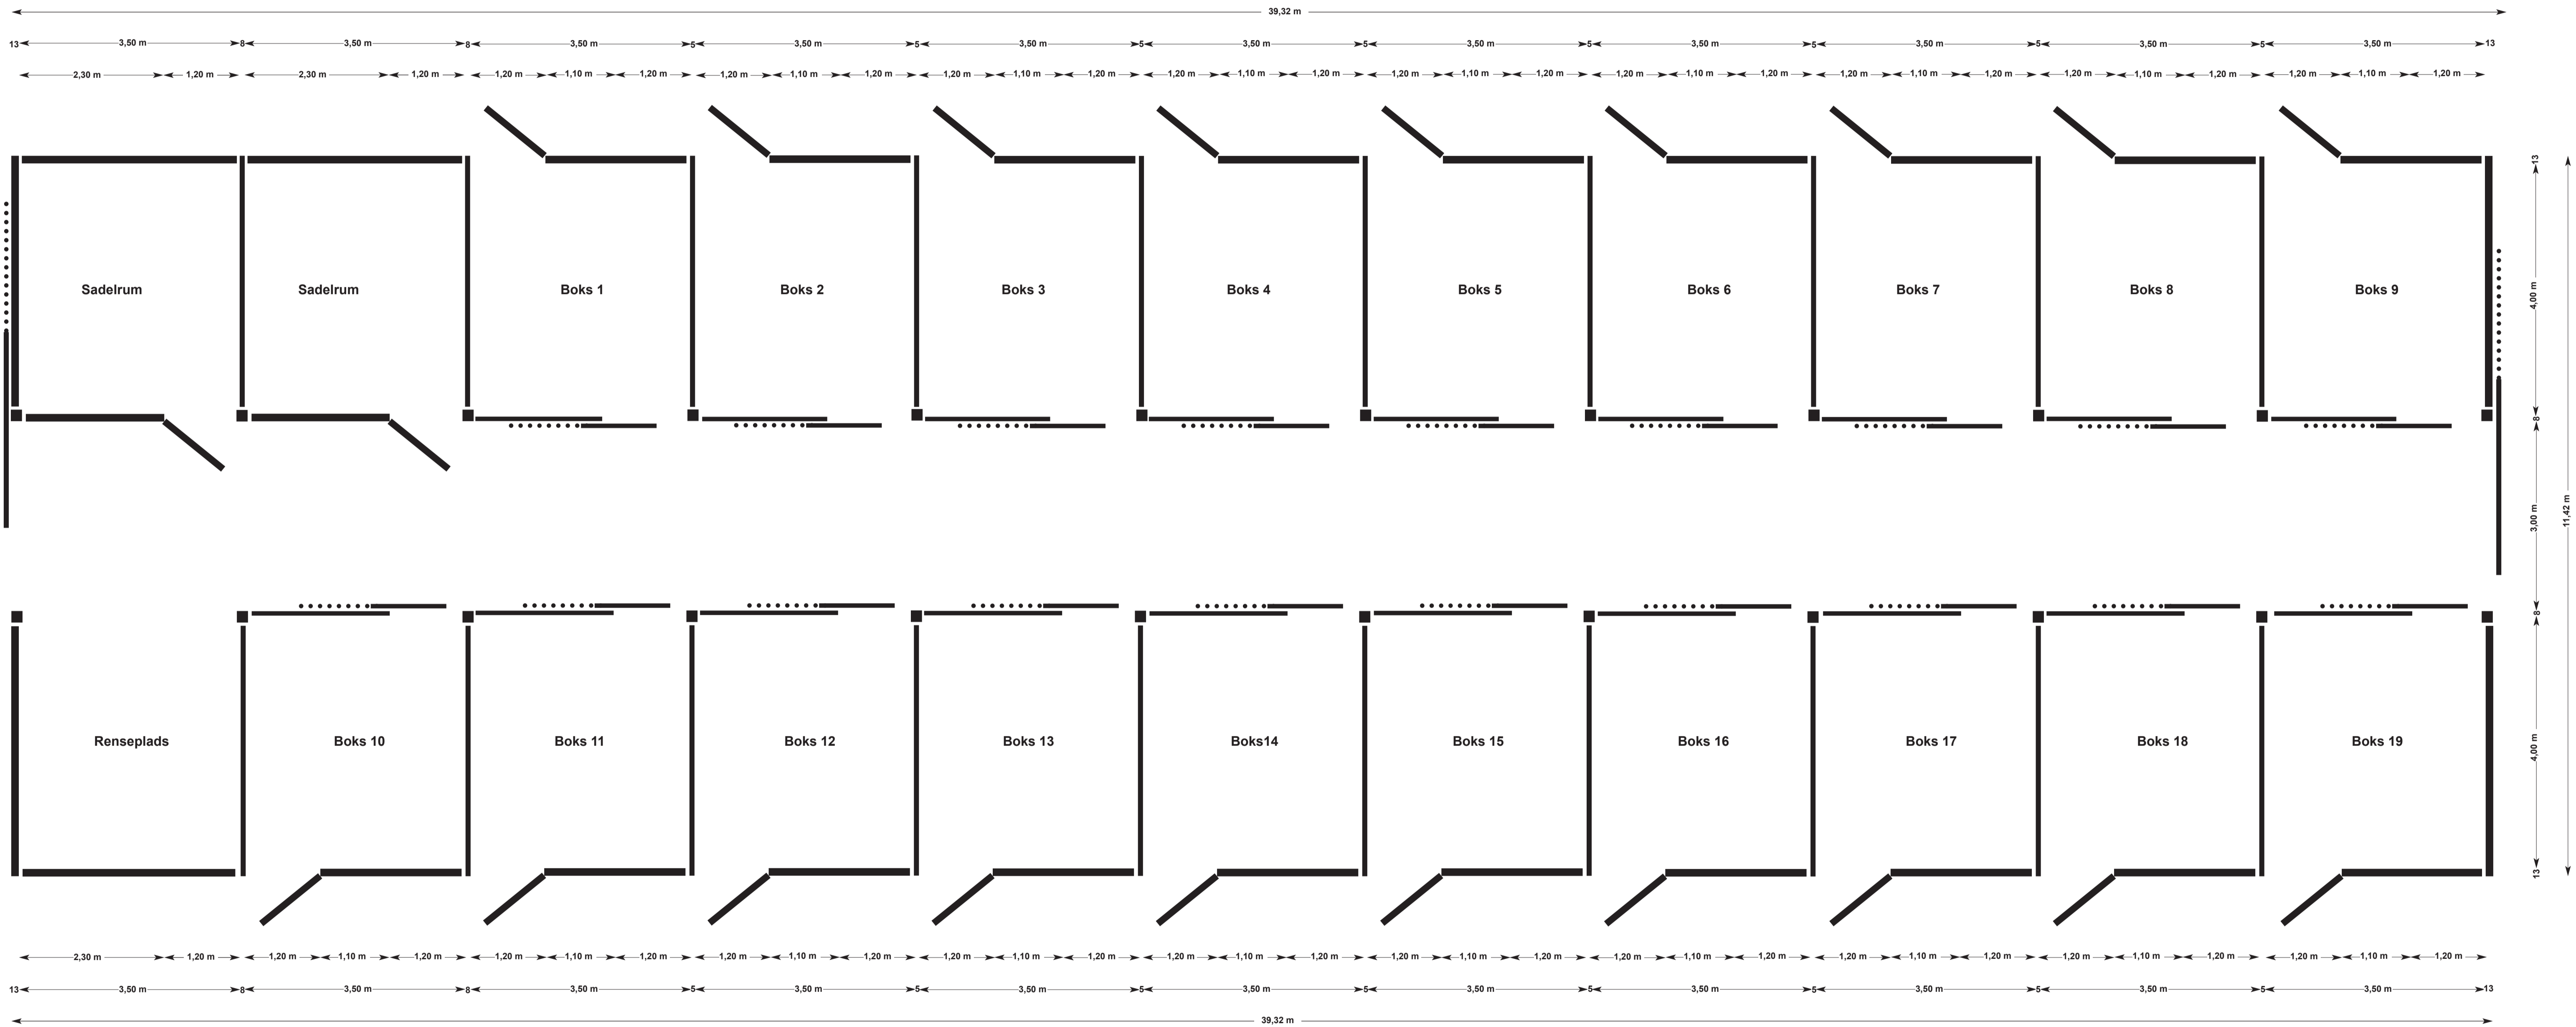 39,32 m
13 3,50 m 8 3,50 m 8 3,50 m 5 3,50 m 5 3,50 m 5 3,50 m 5 3,50 m 5 3,50 m 5 3,50 m 5 3,50 m 5 3,50 m 13
2,30 m 1,20 m 2,30 m 1,20 m 1,20 m 1,10 m 1,20 m 1,20 m 1,10 m 1,20 m 1,20 m 1,10 m 1,20 m 1,20 m 1,10 m 1,20 m 1,20 m 1,10 m 1,20 m 1,20 m 1,10 m 1,20 m 1,20 m 1,10 m 1,20 m 1,20 m 1,10 m 1,20 m 1,20 m 1,10 m 1,20 m
13
Sadelrum Sadelrum Boks 1 Boks 2 Boks 3 Boks 4 Boks 5 Boks 6 Boks 7 Boks 8 Boks 9
4,00 m
8
3,00 m
11,42 m
8
Renseplads Boks 10 Boks 11 Boks 12 Boks 13 Boks14 Boks 15 Boks 16 Boks 17 Boks 18 Boks 19
4,00 m
13
2,30 m 1,20 m 1,20 m 1,10 m 1,20 m 1,20 m 1,10 m 1,20 m 1,20 m 1,10 m 1,20 m 1,20 m 1,10 m 1,20 m 1,20 m 1,10 m 1,20 m 1,20 m 1,10 m 1,20 m 1,20 m 1,10 m 1,20 m 1,20 m 1,10 m 1,20 m 1,20 m 1,10 m 1,20 m 1,20 m 1,10 m 1,20 m
13 3,50 m 8 3,50 m 8 3,50 m 5 3,50 m 5 3,50 m 5 3,50 m 5 3,50 m 5 3,50 m 5 3,50 m 5 3,50 m 5 3,50 m 13
39,32 m